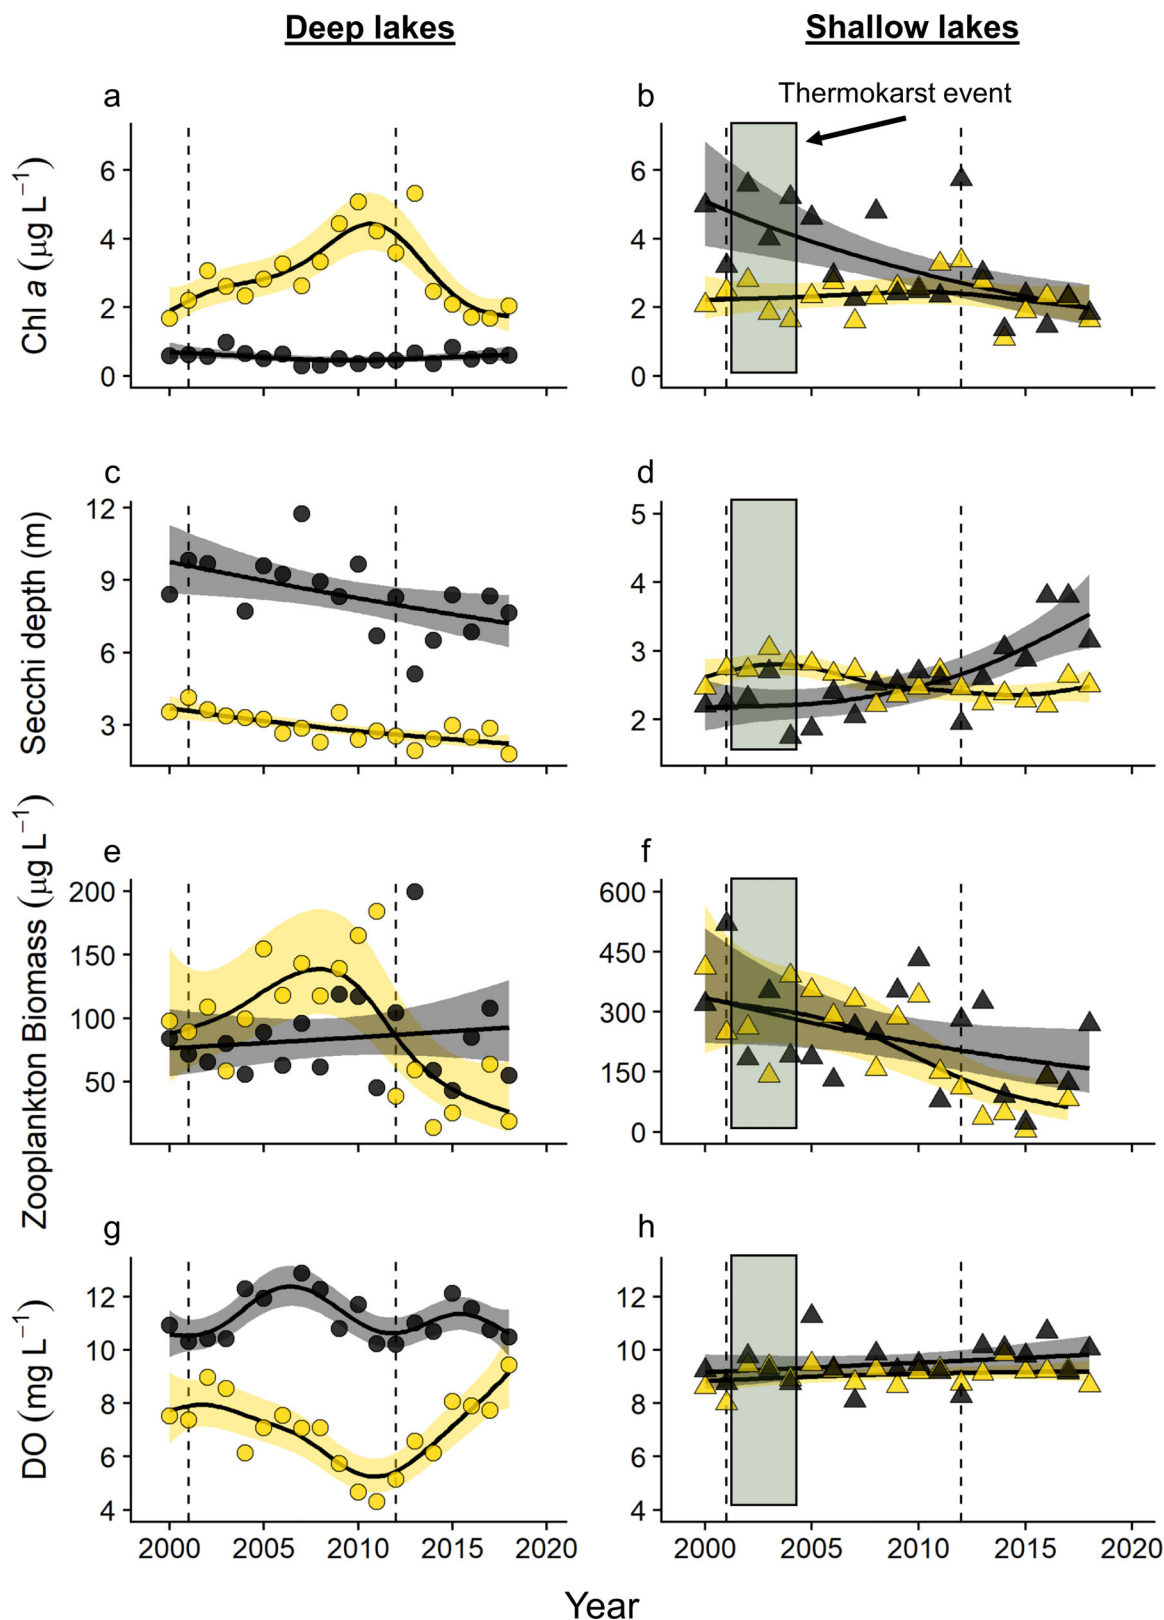 Deep lakes
Shallow lakes
Thermokarst event
a
b
Chl a (μg L−1)
6
4
2
0
6
4
2
0
c
d
Secchi depth (m)
12
9
6
3
5
4
3
2
e
f
Zooplankton Biomass (μg L−1)
200
150
100
50
600
450
300
150
0
g
h
DO (mg L−1)
12
10
8
6
4
12
10
8
6
4
2000 2005 2010 2015 2020
2000 2005 2010 2015 2020
Year